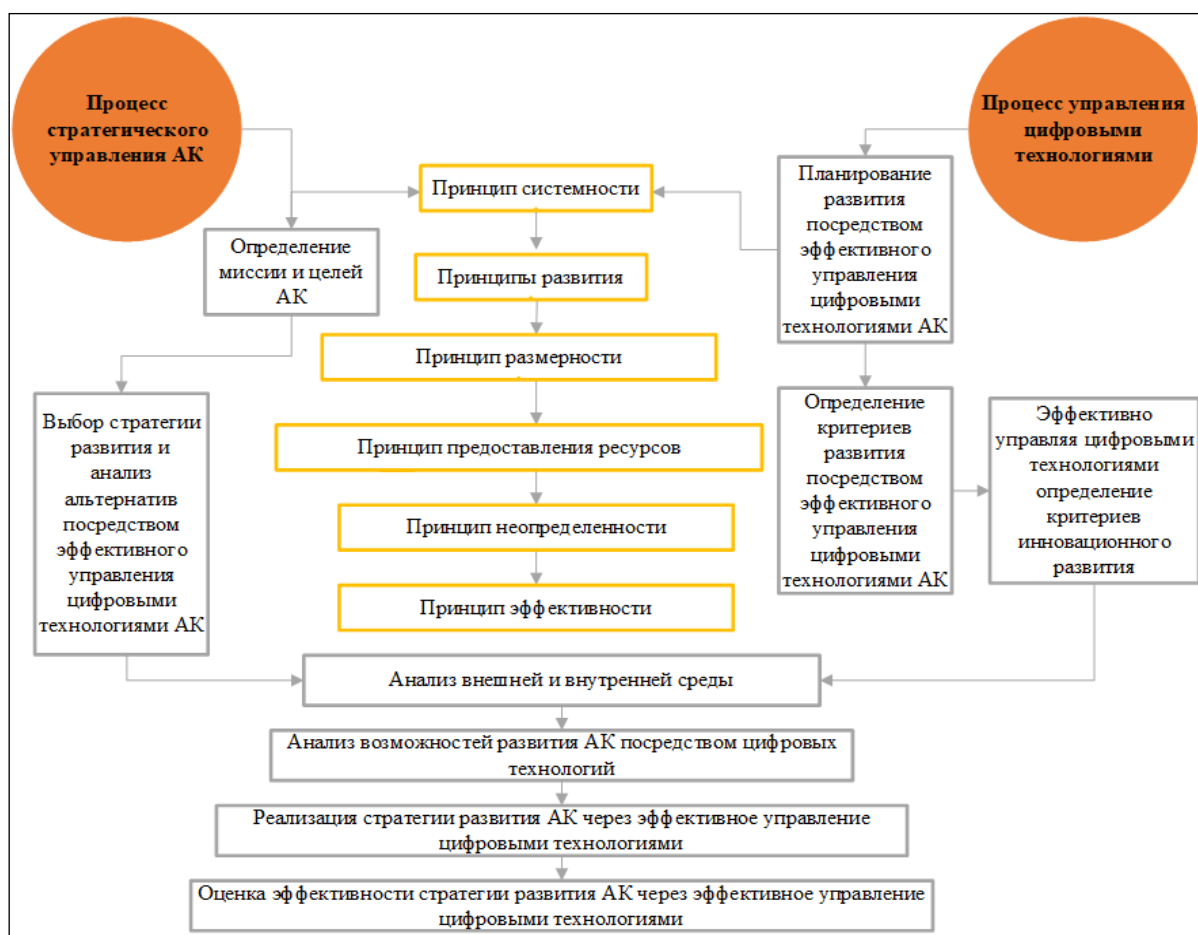 Процесс
стратегического
управления АК
Процесс управления
цифровыми
технологиями
Принцип системности
Планирование
развития
посредством
эффективного
управления
цифровыми
технологиями АК
Определение
миссии и целей
АК
Принципы развития
Принцип размерности
Выбор стратегии
развития и
анализ
альтернатив
посредством
эффективного
управления
цифровыми
технологиями АК
Принцип предоставления ресурсов
Определение
критериев
развития
посредством
эффективного
управления
цифровыми
технологиями АК
Эффективно
управляя цифровыми
технологиями
определение
критериев
инновационного
развития
Принцип неопределенности
Принцип эффективности
Анализ внешней и внутренней среды
Анализ возможностей развития АК посредством цифровых
технологий
Реализация стратегии развития АК через эффективное управление
цифровыми технологиями
Оценка эффективности стратегии развития АК через эффективное управление
цифровыми технологиями